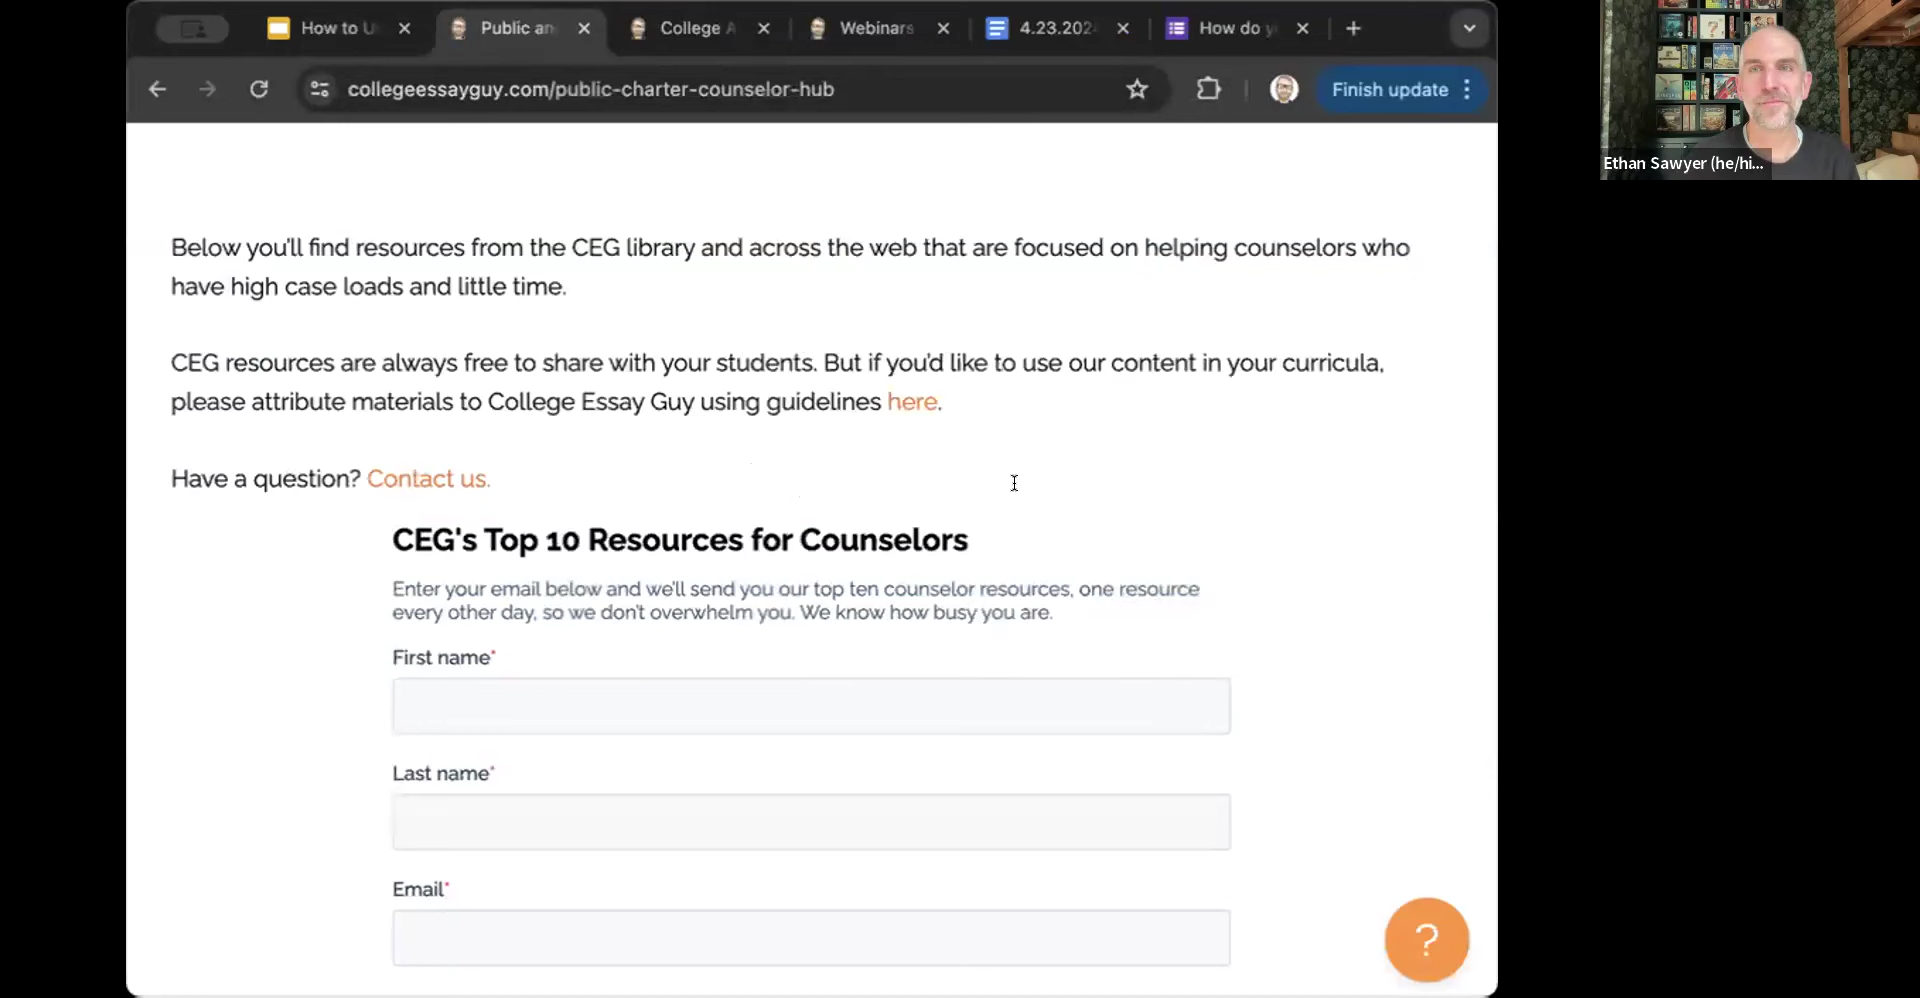 How to U
Public an
College A
Webinars
4.23.202
How do y
collegeessayguy.com/public-charter-counselor-hub
Finish update
Ethan Sawyer (he/hi...
Below you'll find resources from the CEG library and across the web that are focused on helping counselors who
have high case loads and little time.
CEG resources are always free to share with your students. But if you'd like to use our content in your curricula,
please attribute materials to College Essay Guy using guidelines here.
Have a question? Contact us.
CEG's Top 10 Resources for Counselors
Enter your email below and we'll send you our top ten counselor resources, one resource
every other day, so we don't overwhelm you. We know how busy you are.
First name*
Last name*
Email*
?